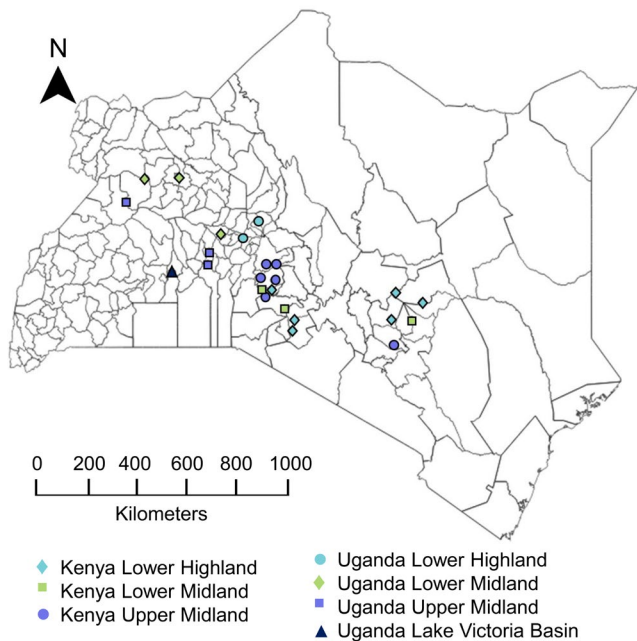 N
0 200 400 600 800 1000
Kilometers
Kenya Lower Highland
Kenya Lower Midland
Kenya Upper Midland
Uganda Lower Highland
Uganda Lower Midland
Uganda Upper Midland
Uganda Lake Victoria Basin